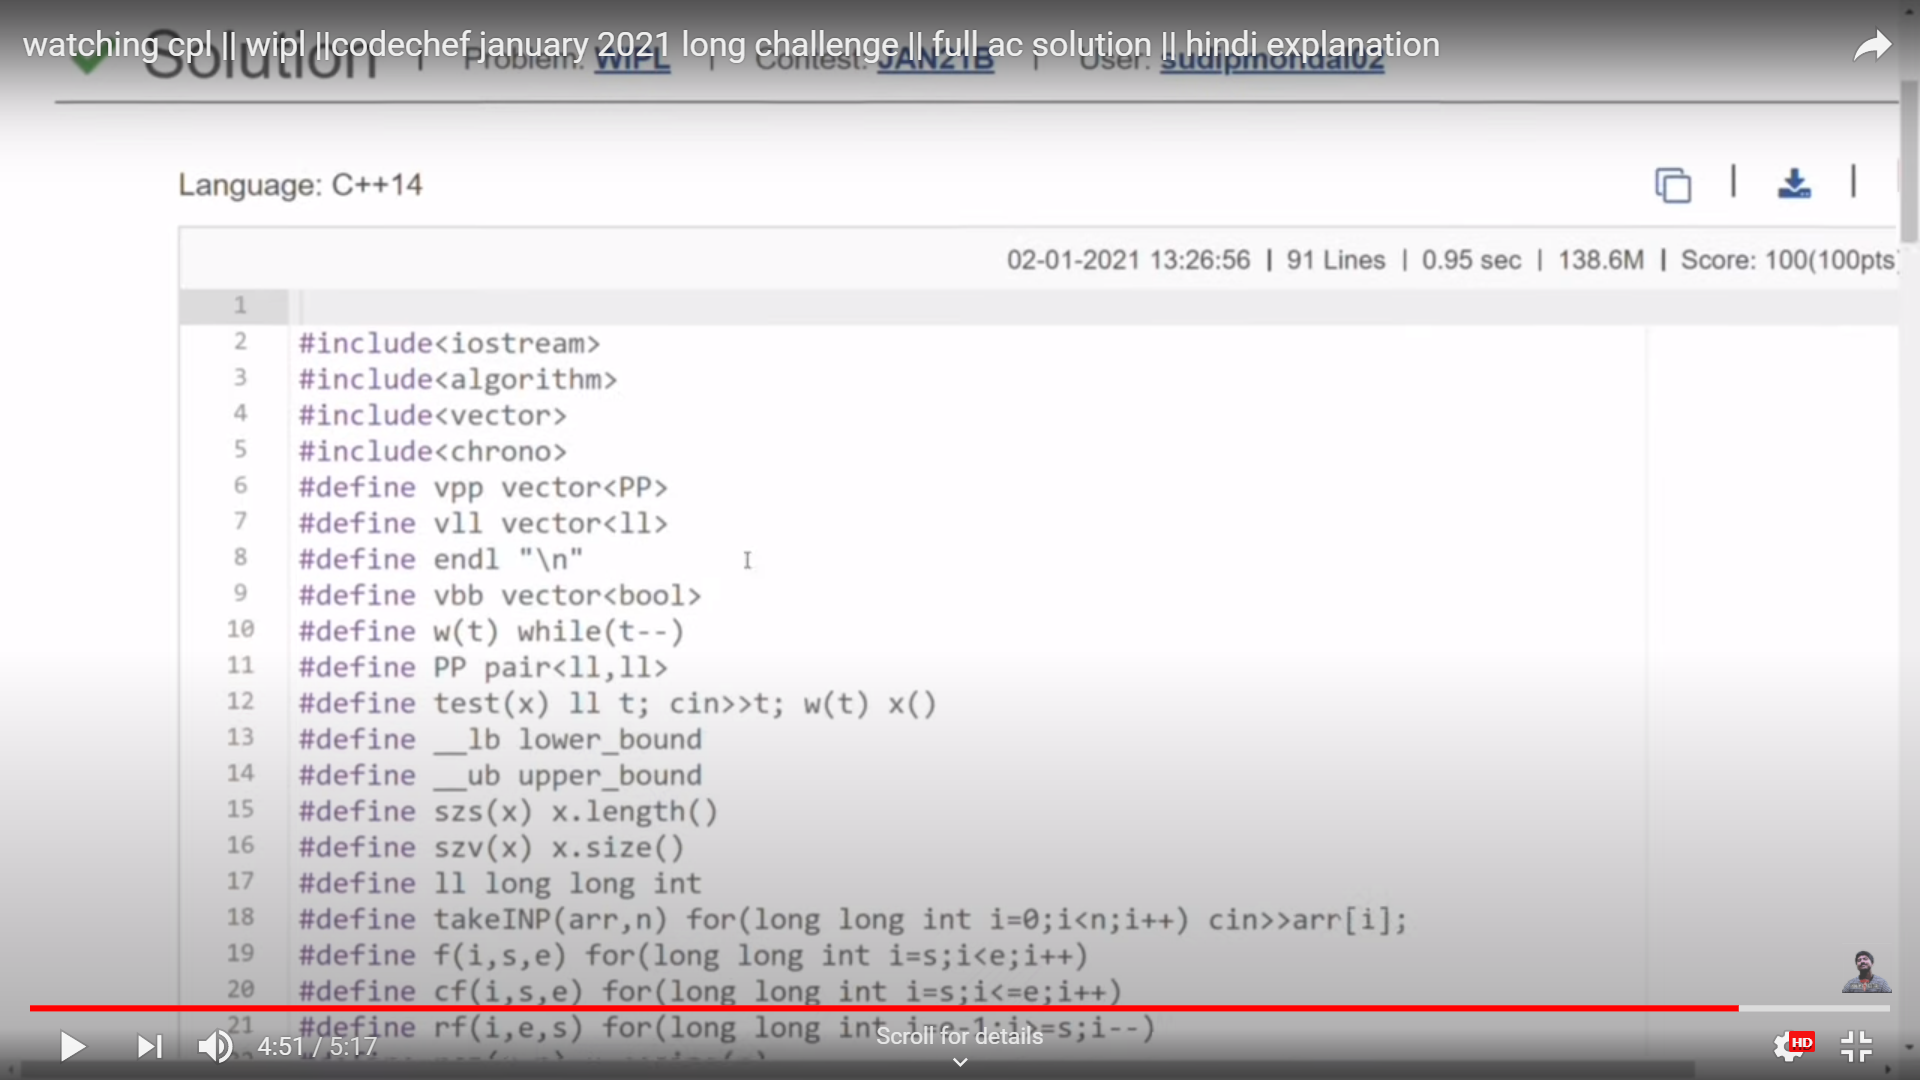 watching cpl || wipl ||codechef january 2021 long challenge || full ac solution || hindi explanation
Solution | Problem: WIPL | Contest: JAN21B | User: sudipmondal02
Language: C++14
02-01-2021 13:26:56 | 91 Lines | 0.95 sec | 138.6M | Score: 100(100pts)
1
2 #include<iostream>
3 #include<algorithm>
4 #include<vector>
5 #include<chrono>
6 #define vpp vector<PP>
7 #define vll vector<ll>
8 #define endl "\n"
9 #define vbb vector<bool>
10 #define w(t) while(t--)
11 #define PP pair<ll,ll>
12 #define test(x) ll t; cin>>t; w(t) x()
13 #define __lb lower_bound
14 #define __ub upper_bound
15 #define szs(x) x.length()
16 #define szv(x) x.size()
17 #define ll long long int
18 #define takeINP(arr,n) for(long long int i=0;i<n;i++) cin>>arr[i];
19 #define f(i,s,e) for(long long int i=s;i<e;i++)
20 #define cf(i,s,e) for(long long int i=s;i<=e;i++)
21 #define rf(i,e,s) for(long long int i=e-1;i>=s;i--)
Scroll for details
4:51 / 5:17
HD